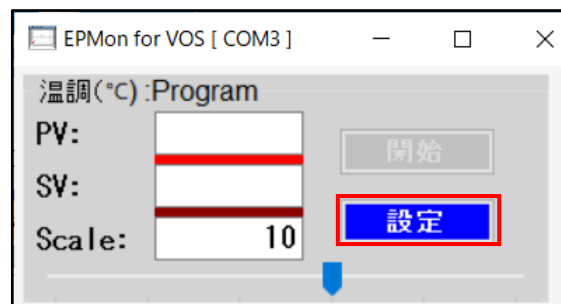 EPMon for VOS [ COM3 ]
温調(℃) :Program
PV:
開始
SV:
設定
Scale: 10